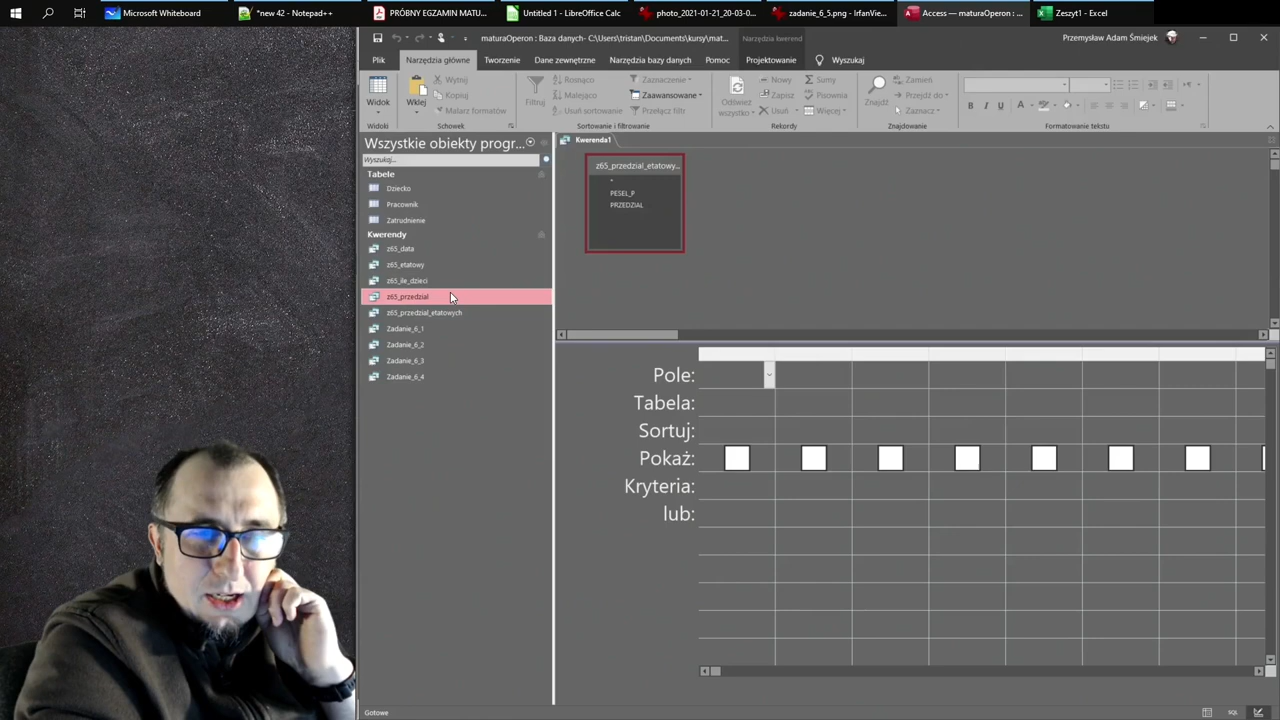 Microsoft Whiteboard
*new 42 - Notepad++
PRÓBNY EGZAMIN MATU...
Untitled 1 - LibreOffice Calc
photo_2021-01-21_20-03-0...
zadanie_6_5.png - IrfanVie...
Access — maturaOperon : ...
Zeszyt1 - Excel
maturaOperon : Baza danych- C:\Users\tristan\Documents\kursy\mat...
Narzędzia kwerend
Przemysław Adam Śmiejek
Plik
Narzędzia główne
Tworzenie
Dane zewnętrzne
Narzędzia bazy danych
Pomoc
Projektowanie
Wyszukaj
Widok
Wklej
Wytnij
Kopiuj
Malarz formatów
Filtruj
Rosnąco
Malejąco
Usuń sortowanie
Zaznaczenie
Zaawansowane
Przełącz filtr
Odśwież wszystko
Nowy
Zapisz
Usuń
Sumy
Pisownia
Więcej
Znajdź
Zamień
Przejdź do
Zaznacz
B I U A
Widoki
Schowek
Sortowanie i filtrowanie
Rekordy
Znajdowanie
Formatowanie tekstu
Wszystkie obiekty progr...
Wyszukaj...
Tabele
Dziecko
Pracownik
Zatrudnienie
Kwerendy
z65_data
z65_etatowy
z65_ile_dzieci
z65_przedzial
z65_przedzial_etatowych
Zadanie_6_1
Zadanie_6_2
Zadanie_6_3
Zadanie_6_4
Kwerenda1
z65_przedzial_etatowy...
*
PESEL_P
PRZEDZIAL
Pole:
Tabela:
Sortuj:
Pokaż:
Kryteria:
lub:
Gotowe
SQL